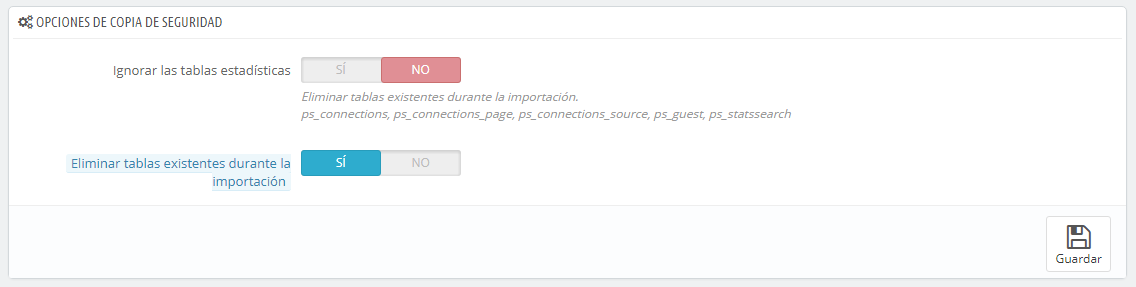 OPCIONES DE COPIA DE SEGURIDAD
Ignorar las tablas estadísticas SÍ NO
Eliminar tablas existentes durante la importación.
ps_connections, ps_connections_page, ps_connections_source, ps_guest, ps_statssearch
Eliminar tablas existentes durante la SÍ NO
importación
Guardar